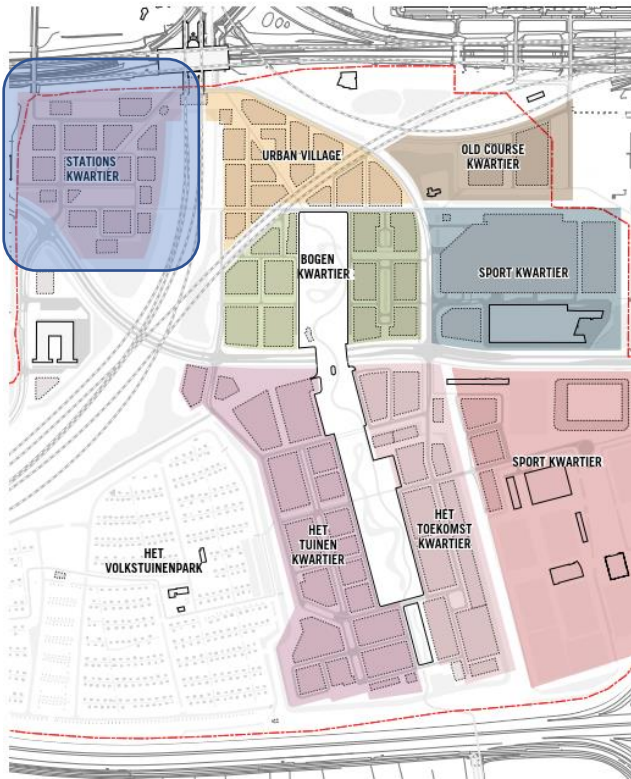 STATIONS
KWARTIER
URBAN VILLAGE
OLD COURSE
KWARTIER
BOGEN
KWARTIER
SPORT KWARTIER
SPORT KWARTIER
HET
TUINEN
KWARTIER
HET
TOEKOMST
KWARTIER
HET
VOLKSTUINENPARK